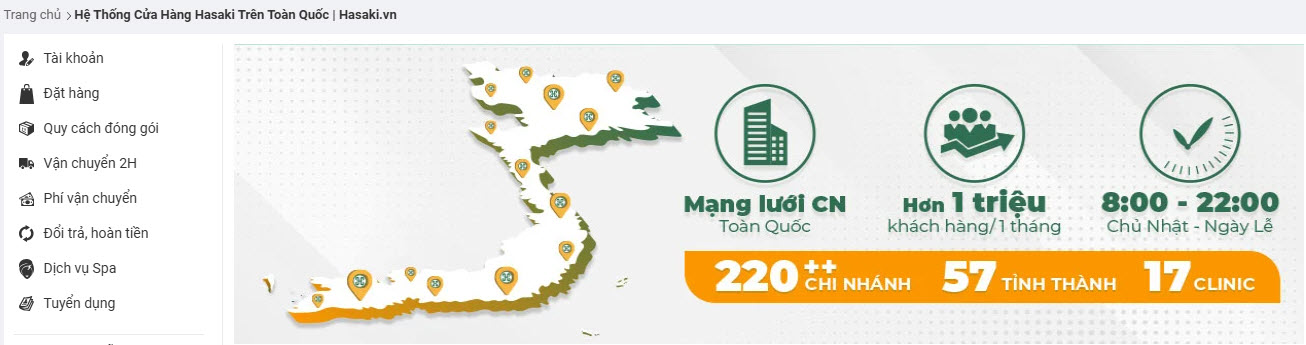 Trang chủ > Hệ Thống Cửa Hàng Hasaki Trên Toàn Quốc | Hasaki.vn
Tài khoản
Đặt hàng
Quy cách đóng gói
Vận chuyển 2H
Phí vận chuyển
Đổi trả, hoàn tiền
Dịch vụ Spa
Tuyển dụng
Mạng lưới CN
Toàn Quốc
Hơn 1 triệu
khách hàng/1 tháng
8:00 - 22:00
Chủ Nhật - Ngày Lễ
220++ CHI NHÁNH
57 TỈNH THÀNH
17 CLINIC